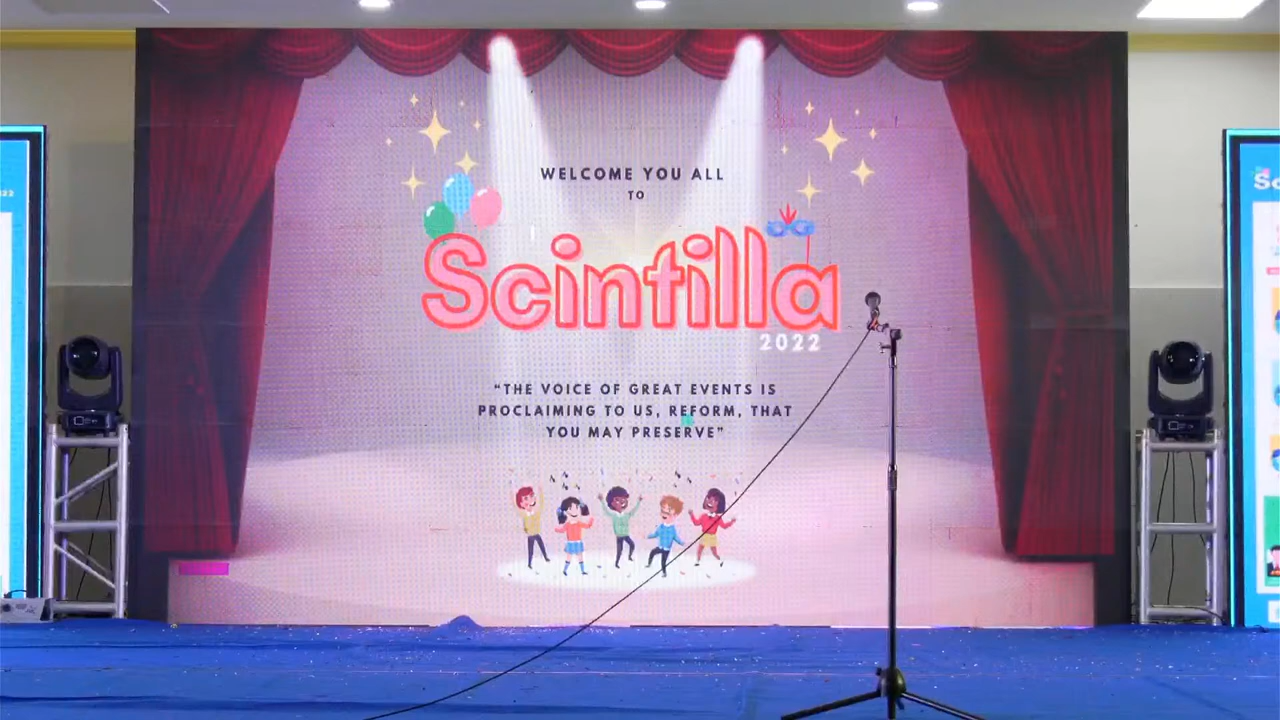 WELCOME YOU ALL
TO
Scintilla
2022
“THE VOICE OF GREAT EVENTS IS
PROCLAIMING TO US, REFORM, THAT
YOU MAY PRESERVE”